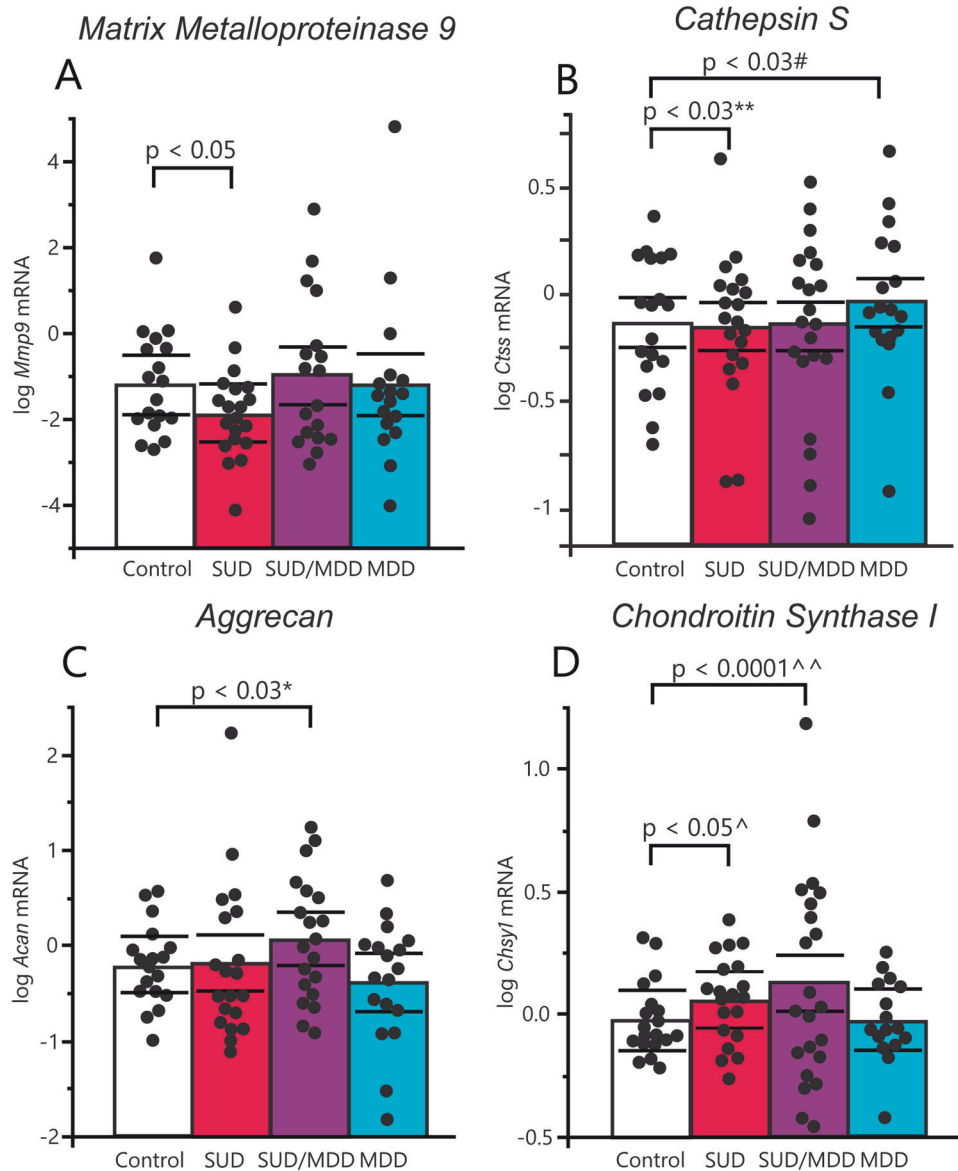 Matrix Metalloproteinase 9
Cathepsin S
A
p < 0.05
log Mmp9 mRNA
4
2
0
-2
-4
Control SUD SUD/MDD MDD
B
p < 0.03#
p < 0.03**
log Ctss mRNA
0.5
0
-0.5
-1
Control SUD SUD/MDD MDD
Aggrecan
Chondroitin Synthase I
C
p < 0.03*
log Acan mRNA
2
1
0
-1
-2
Control SUD SUD/MDD MDD
D
p < 0.0001^^
p < 0.05^
log Chsyl mRNA
1.0
0.5
0.0
-0.5
Control SUD SUD/MDD MDD